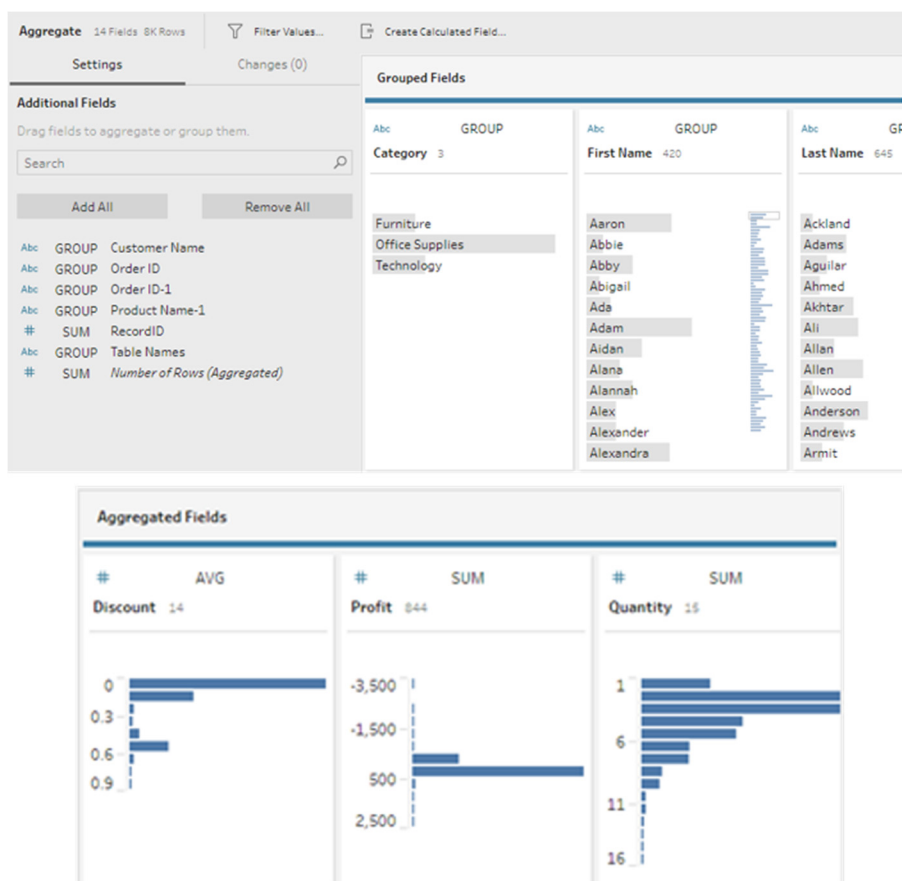 Aggregate 14 Fields 8K Rows Filter Values... Create Calculated Field...
Settings Changes (0)
Additional Fields
Drag fields to aggregate or group them.
Search
Add All Remove All
Abc GROUP Customer Name
Abc GROUP Order ID
Abc GROUP Order ID-1
Abc GROUP Product Name-1
# SUM RecordID
Abc GROUP Table Names
# SUM Number of Rows (Aggregated)
Grouped Fields
Abc GROUP
Category 3
Furniture
Office Supplies
Technology
Abc GROUP
First Name 420
Aaron
Abbie
Abby
Abigail
Ada
Adam
Aidan
Alana
Alannah
Alex
Alexander
Alexandra
Abc GR
Last Name 645
Ackland
Adams
Aguilar
Ahmed
Akhtar
Ali
Allan
Allen
Allwood
Anderson
Andrews
Armit
Aggregated Fields
# AVG
Discount 14
0
0.3
0.6
0.9
# SUM
Profit 844
-3,500
-1,500
500
2,500
# SUM
Quantity 15
1
6
11
16